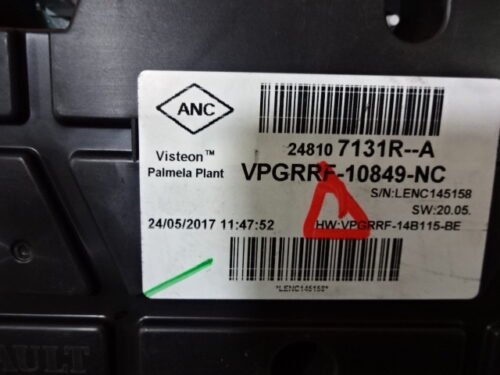 ANC
24810 7131R--A
Visteon™
Palmela Plant
VPGRRF-10849-NC
S/N:LENC145158
SW:20.05.
24/05/2017 11:47:52
HW:VPGRRF-14B115-BE
*LENC145158*
AULT